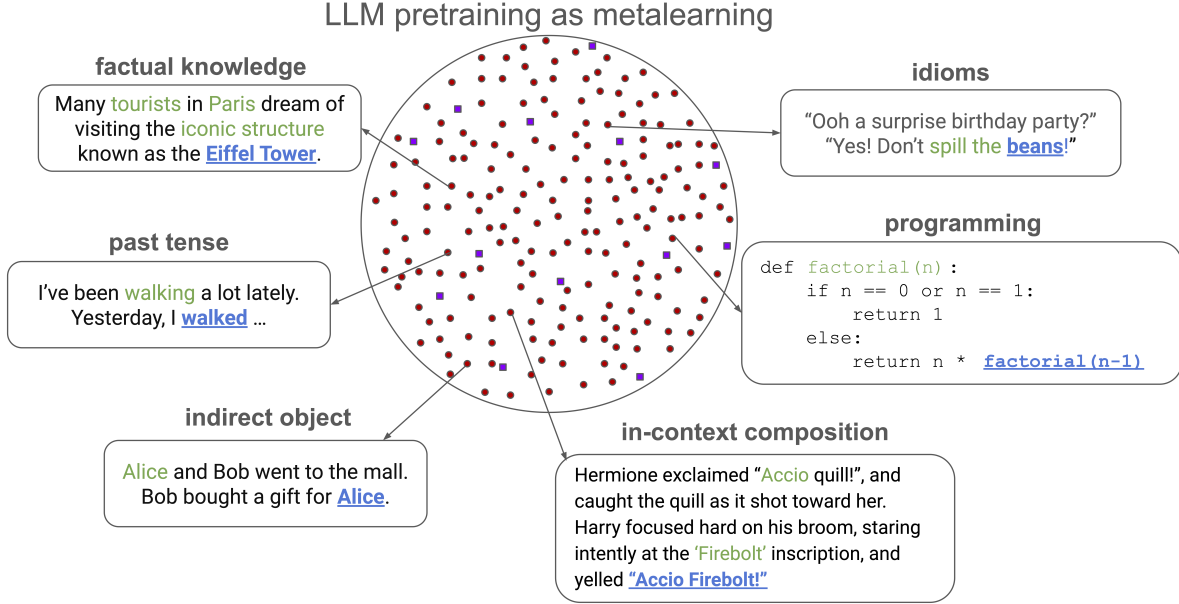 LLM pretraining as metalearning
factual knowledge
Many tourists in Paris dream of
visiting the iconic structure
known as the Eiffel Tower.
idioms
“Ooh a surprise birthday party?”
“Yes! Don’t spill the beans!”
past tense
I’ve been walking a lot lately.
Yesterday, I walked ...
programming
def factorial(n):
    if n == 0 or n == 1:
        return 1
    else:
        return n * factorial(n-1)
indirect object
Alice and Bob went to the mall.
Bob bought a gift for Alice.
in-context composition
Hermione exclaimed “Accio quill!”, and
caught the quill as it shot toward her.
Harry focused hard on his broom, staring
intently at the ‘Firebolt’ inscription, and
yelled “Accio Firebolt!”